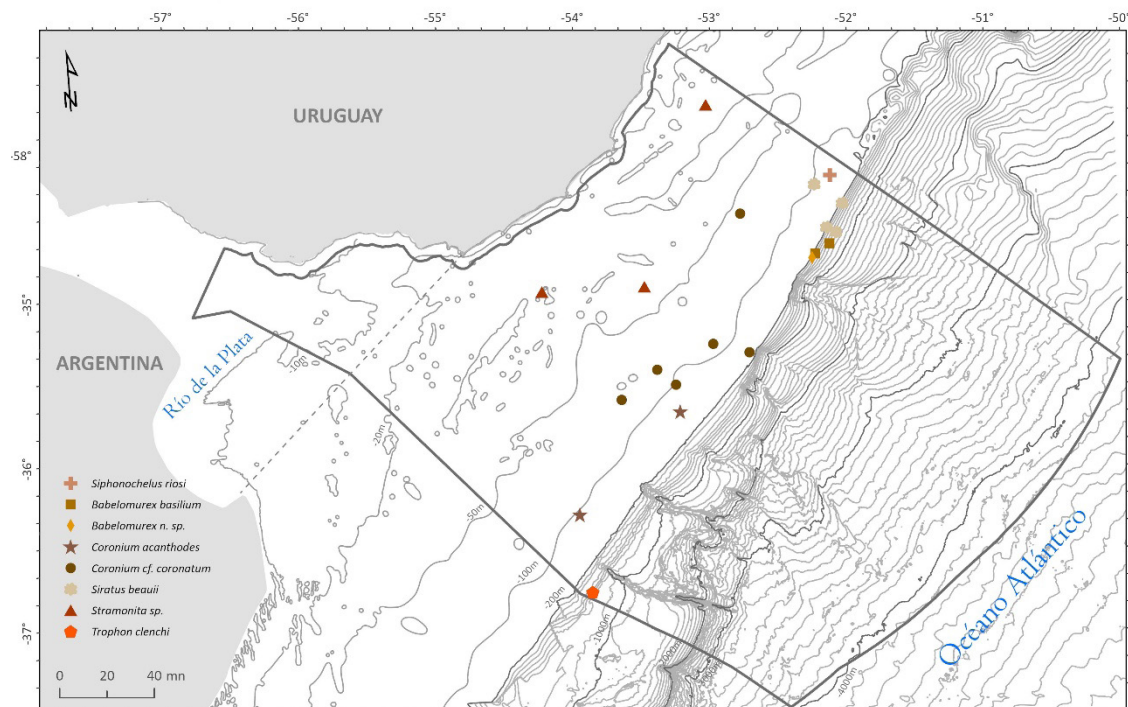 -57° -56° -55° -54° -53° -52° -51° -50°
N
URUGUAY
-58°
-35°
ARGENTINA
Río de la Plata
-10m
-20m
-36°
-50m
-100m
-200m
-1000m
-4000m
-37°
Océano Atlántico
Siphonochelus riosi
Babelomurex basilium
Babelomurex n. sp.
Coronium acanthodes
Coronium cf. coronatum
Siratus beauii
Stramonita sp.
Trophon clenchi
0 20 40 mn